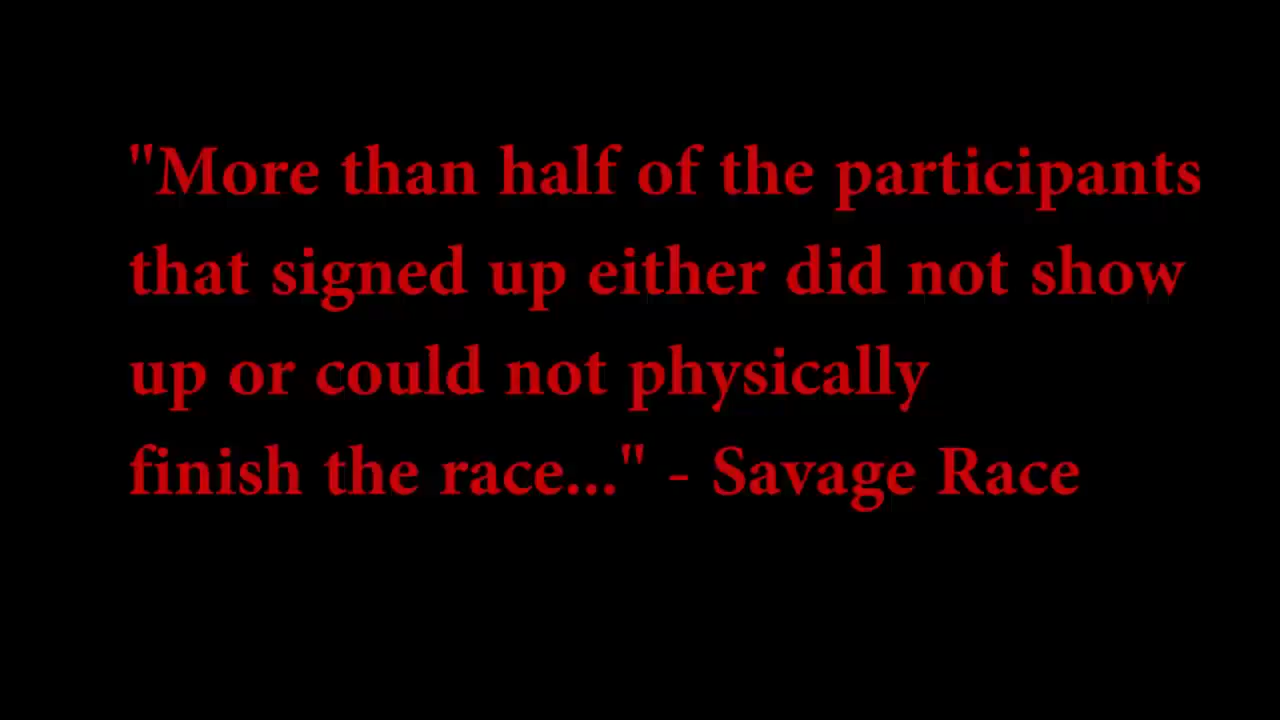 "More than half of the participants
that signed up either did not show
up or could not physically
finish the race..." - Savage Race